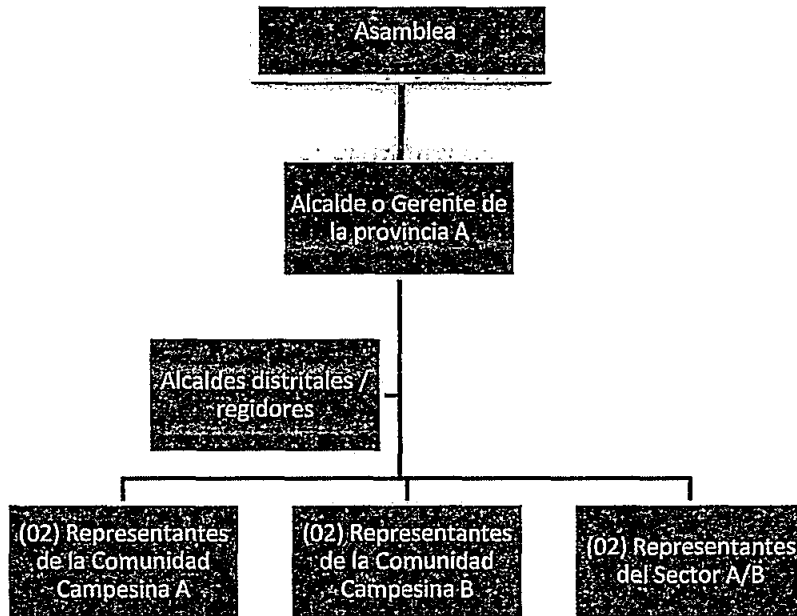 Asamblea
Alcalde o Gerente de
la provincia A
Alcaldes distritales /
regidores
(02) Representantes
de la Comunidad
Campesina A
(02) Representantes
de la Comunidad
Campesina B
(02) Representantes
del Sector A/B